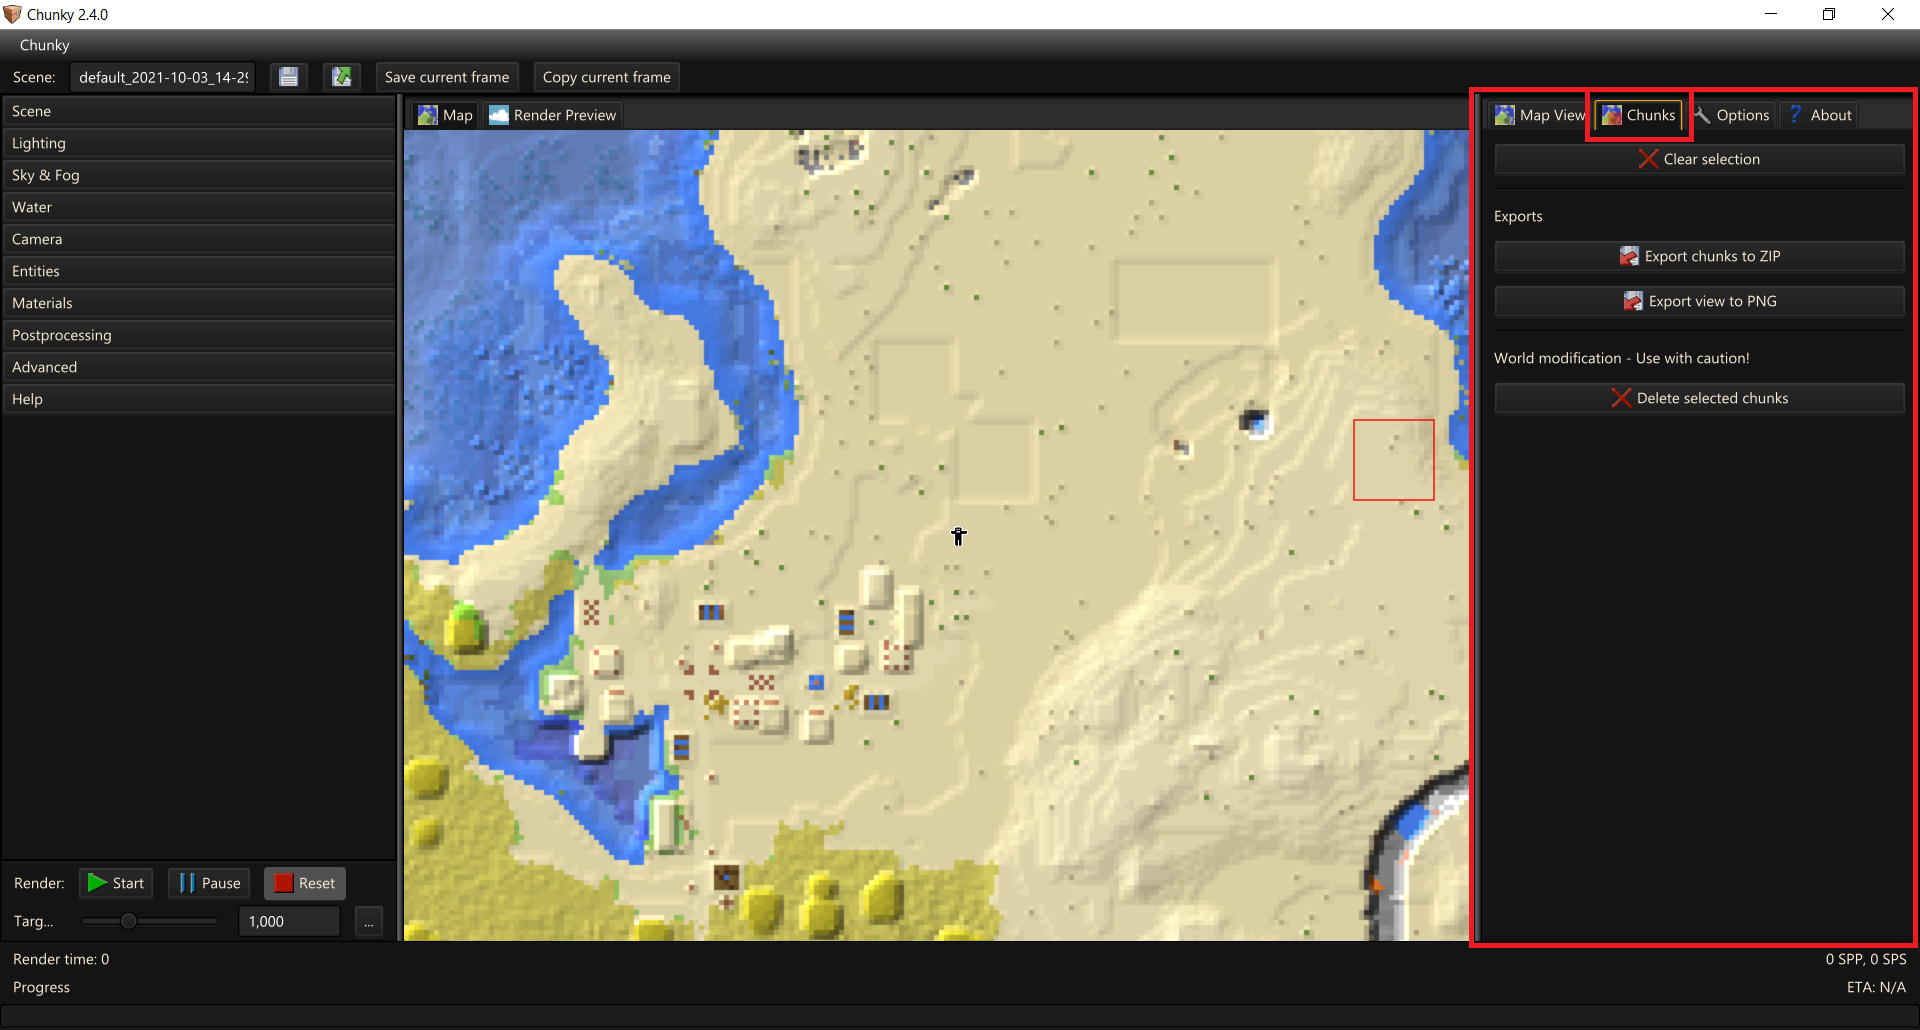 Chunky 2.4.0
Chunky
Scene: default_2021-10-03_14-29 Save current frame Copy current frame
Scene
Lighting
Sky & Fog
Water
Camera
Entities
Materials
Postprocessing
Advanced
Help
Map Render Preview
Map View Chunks Options ? About
Clear selection
Exports
Export chunks to ZIP
Export view to PNG
World modification - Use with caution!
Delete selected chunks
Render: Start Pause Reset
Targ... 1,000 ...
Render time: 0 0 SPP, 0 SPS
Progress ETA: N/A